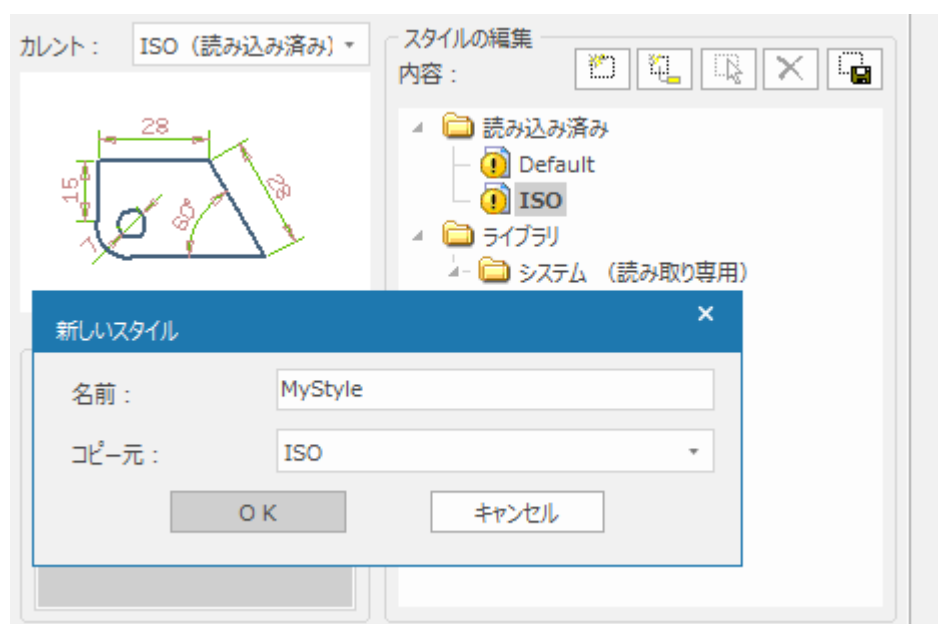 カレント： ISO（読み込み済み）
スタイルの編集
内容：
28
15
28
80°
7
読み込み済み
Default
ISO
ライブラリ
システム （読み取り専用）
新しいスタイル
名前： MyStyle
コピー元： ISO
ＯＫ キャンセル